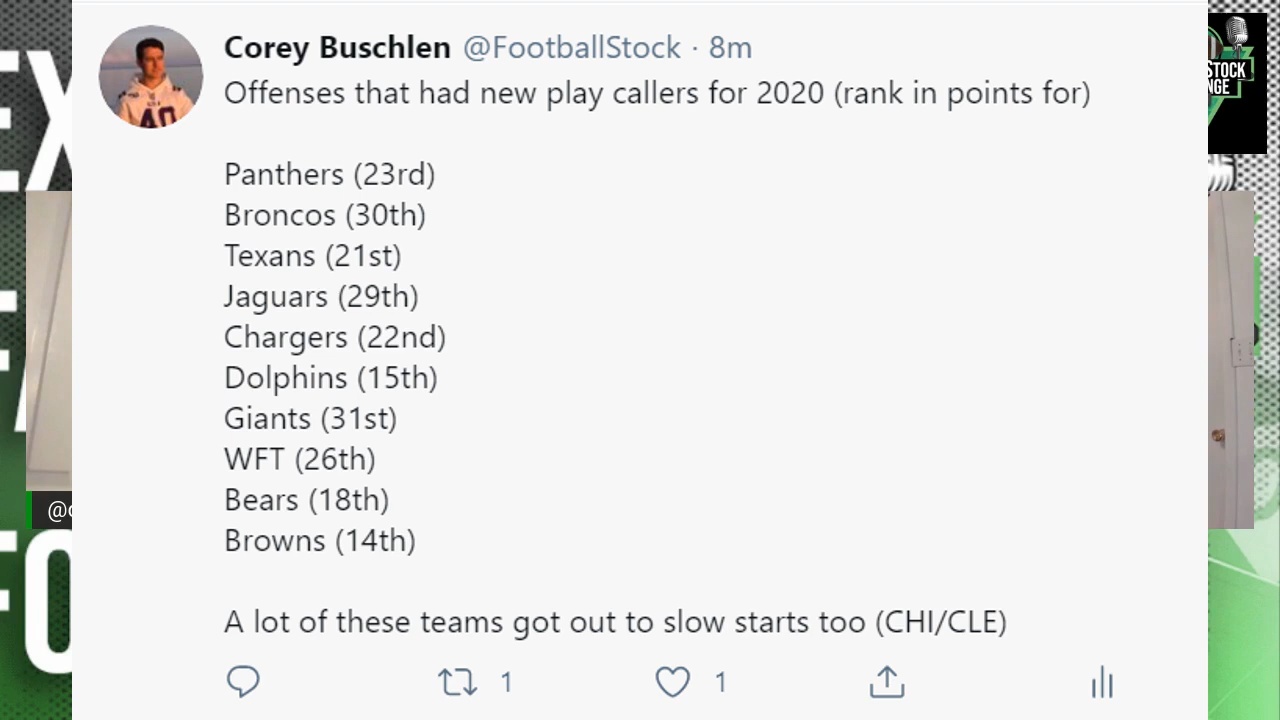 Corey Buschlen @FootballStock · 8m
Offenses that had new play callers for 2020 (rank in points for)
Panthers (23rd)
Broncos (30th)
Texans (21st)
Jaguars (29th)
Chargers (22nd)
Dolphins (15th)
Giants (31st)
WFT (26th)
Bears (18th)
Browns (14th)
A lot of these teams got out to slow starts too (CHI/CLE)
1 1